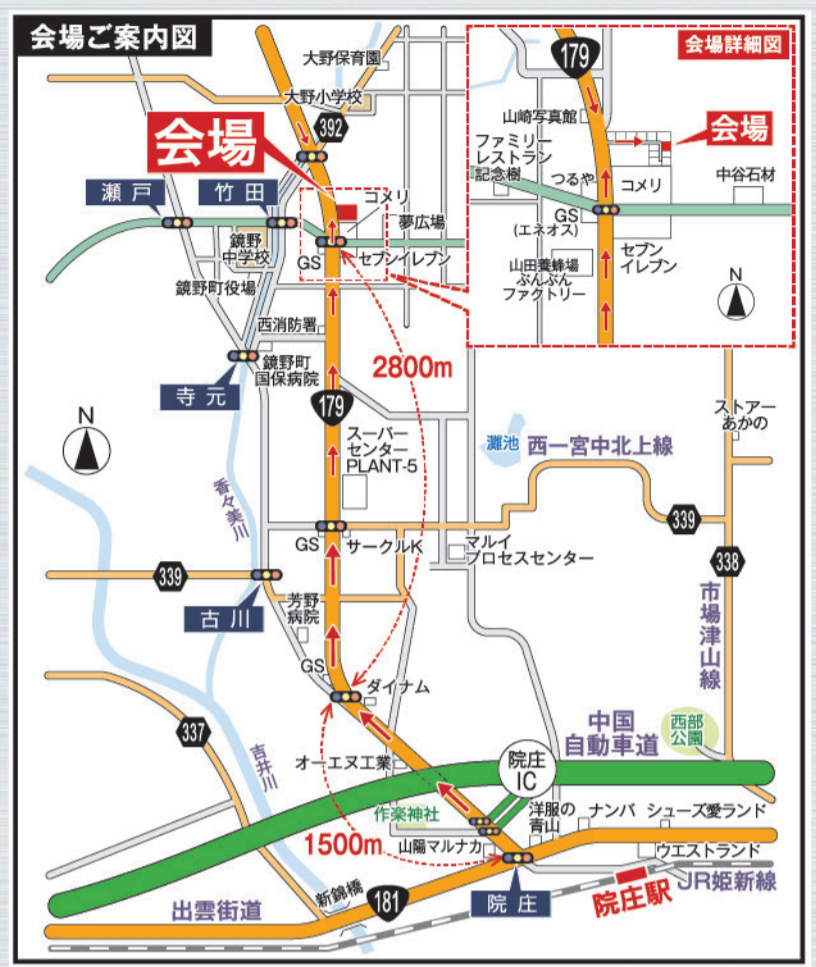 会場ご案内図
会場詳細図
大野保育園
大野小学校
392
会場
コメリ
夢広場
瀬戸
竹田
鏡野
中学校
GS
セブンイレブン
鏡野町役場
西消防署
鏡野町
国保病院
寺元
2800m
179
N
スーパー
センター
PLANT-5
灘池
西一宮中北上線
ストアー
あかの
香々美川
339
338
GS
サークルK
マルイ
プロセスセンター
339
古川
芳野
病院
市場津山線
GS
ダイナム
337
吉井川
オーエヌ工業
中国
自動車道
西部
公園
院庄
IC
作楽神社
1500m
山陽マルナカ
洋服の
青山
ナンバ
シューズ愛ランド
ウエストランド
JR姫新線
新錦橋
出雲街道
181
院庄
院庄駅
179
山崎写真館
会場
ファミリー
レストラン
記念樹
つるや
コメリ
中谷石材
GS
(エネオス)
セブン
イレブン
山田養蜂場
ぶんぶん
ファクトリー
N